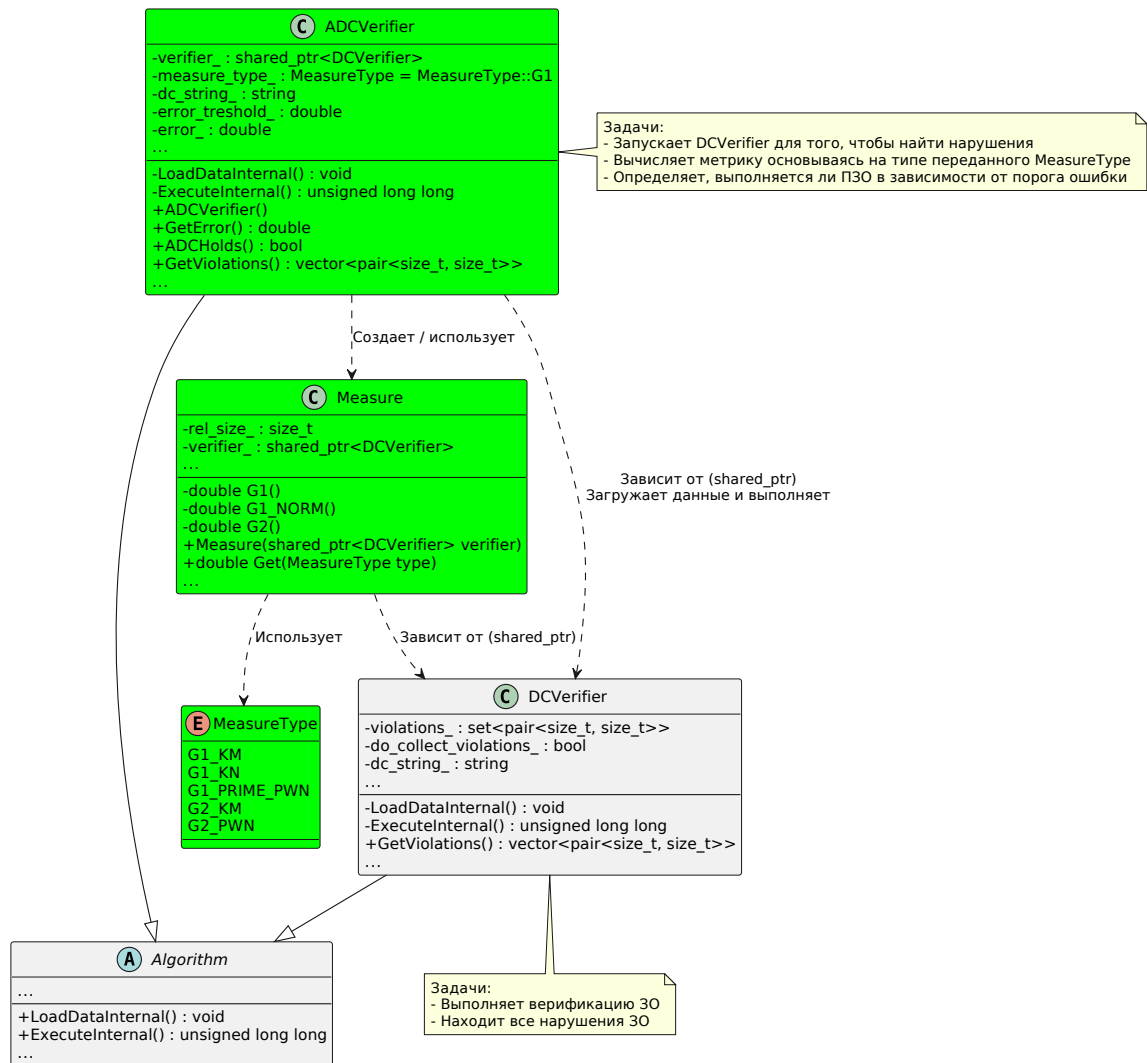 C ADCVerifier
-verifier_ : shared_ptr<DCVerifier>
-measure_type_ : MeasureType = MeasureType::G1
-dc_string_ : string
-error_treshold_ : double
-error_ : double
...
-LoadDataInternal() : void
-ExecuteInternal() : unsigned long long
+ADCVerifier()
+GetError() : double
+ADCHolds() : bool
+GetViolations() : vector<pair<size_t, size_t>>
...
Задачи:
- Запускает DCVerifier для того, чтобы найти нарушения
- Вычисляет метрику основываясь на типе переданного MeasureType
- Определяет, выполняется ли ПЗО в зависимости от порога ошибки
Создает / использует
C Measure
-rel_size_ : size_t
-verifier_ : shared_ptr<DCVerifier>
...
-double G1()
-double G1_NORM()
-double G2()
+Measure(shared_ptr<DCVerifier> verifier)
+double Get(MeasureType type)
...
Зависит от (shared_ptr)
Загружает данные и выполняет
Использует
Зависит от (shared_ptr)
E MeasureType
G1_KM
G1_KN
G1_PRIME_PWN
G2_KM
G2_PWN
C DCVerifier
-violations_ : set<pair<size_t, size_t>>
-do_collect_violations_ : bool
-dc_string_ : string
...
-LoadDataInternal() : void
-ExecuteInternal() : unsigned long long
+GetViolations() : vector<pair<size_t, size_t>>
...
A Algorithm
...
+LoadDataInternal() : void
+ExecuteInternal() : unsigned long long
...
Задачи:
- Выполняет верификацию ЗО
- Находит все нарушения ЗО